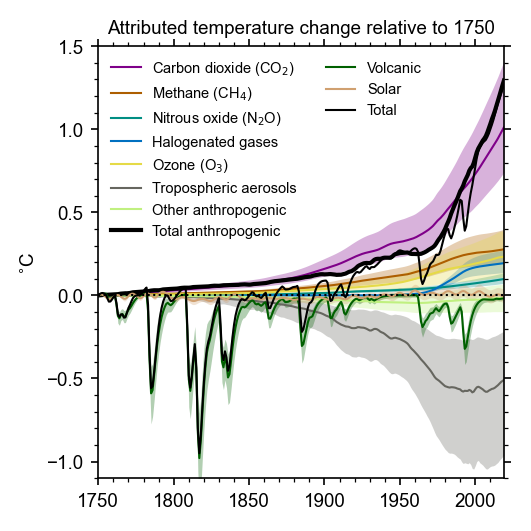 Attributed temperature change relative to 1750
1.5
1.0
0.5
0.0
−0.5
−1.0
°C
Carbon dioxide (CO₂)
Methane (CH₄)
Nitrous oxide (N₂O)
Halogenated gases
Ozone (O₃)
Tropospheric aerosols
Other anthropogenic
Total anthropogenic
Volcanic
Solar
Total
1750 1800 1850 1900 1950 2000